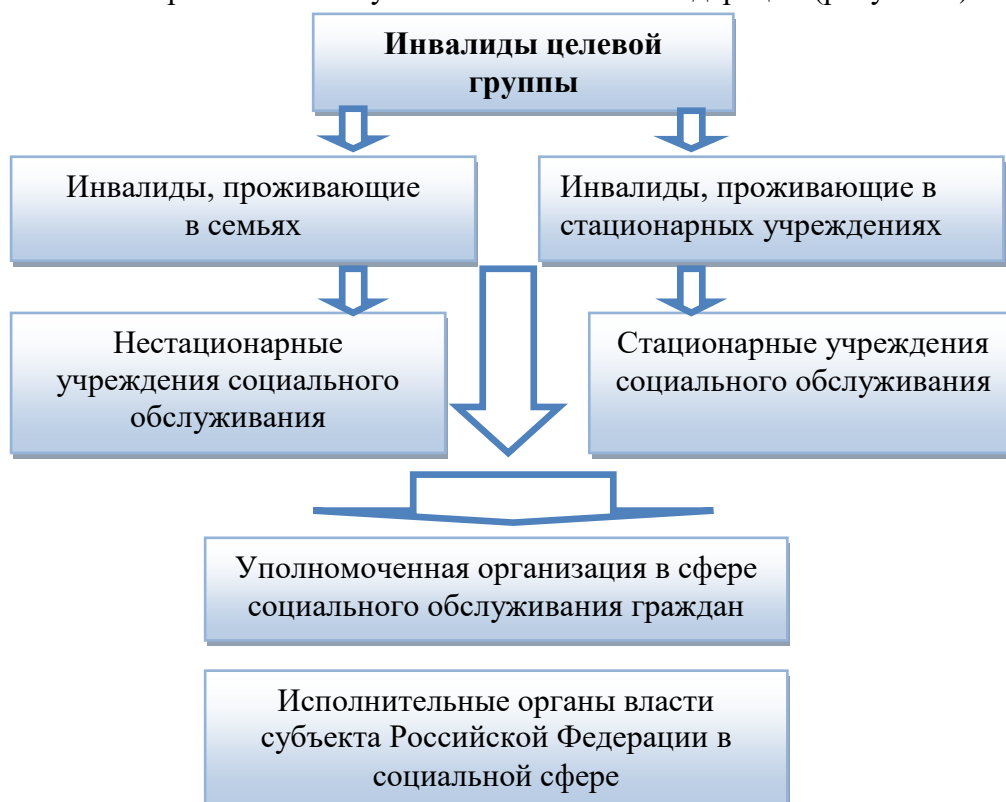 Инвалиды целевой
группы
Инвалиды, проживающие
в семьях
Инвалиды, проживающие в
стационарных учреждениях
Нестационарные
учреждения социального
обслуживания
Стационарные учреждения
социального обслуживания
Уполномоченная организация в сфере
социального обслуживания граждан
Исполнительные органы власти
субъекта Российской Федерации в
социальной сфере